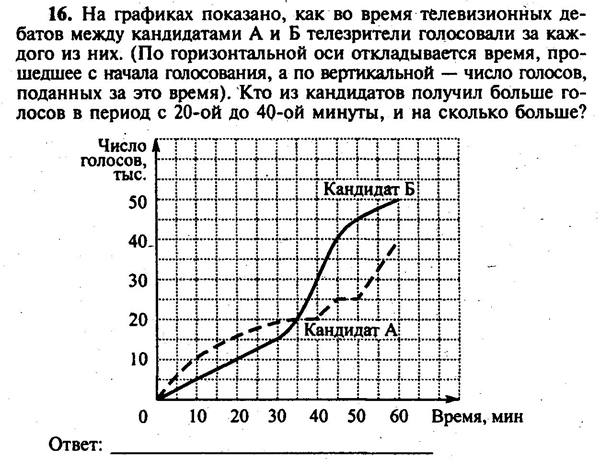 16. На графиках показано, как во время телевизионных де-
батов между кандидатами А и Б телезрители голосовали за каж-
дого из них. (По горизонтальной оси откладывается время, про-
шедшее с начала голосования, а по вертикальной — число голосов,
поданных за это время). Кто из кандидатов получил больше го-
лосов в период с 20-ой до 40-ой минуты, и на сколько больше?
Число
голосов,
тыс.
Кандидат Б
50
40
30
20
Кандидат А
10
0 10 20 30 40 50 60 Время, мин
Ответ: